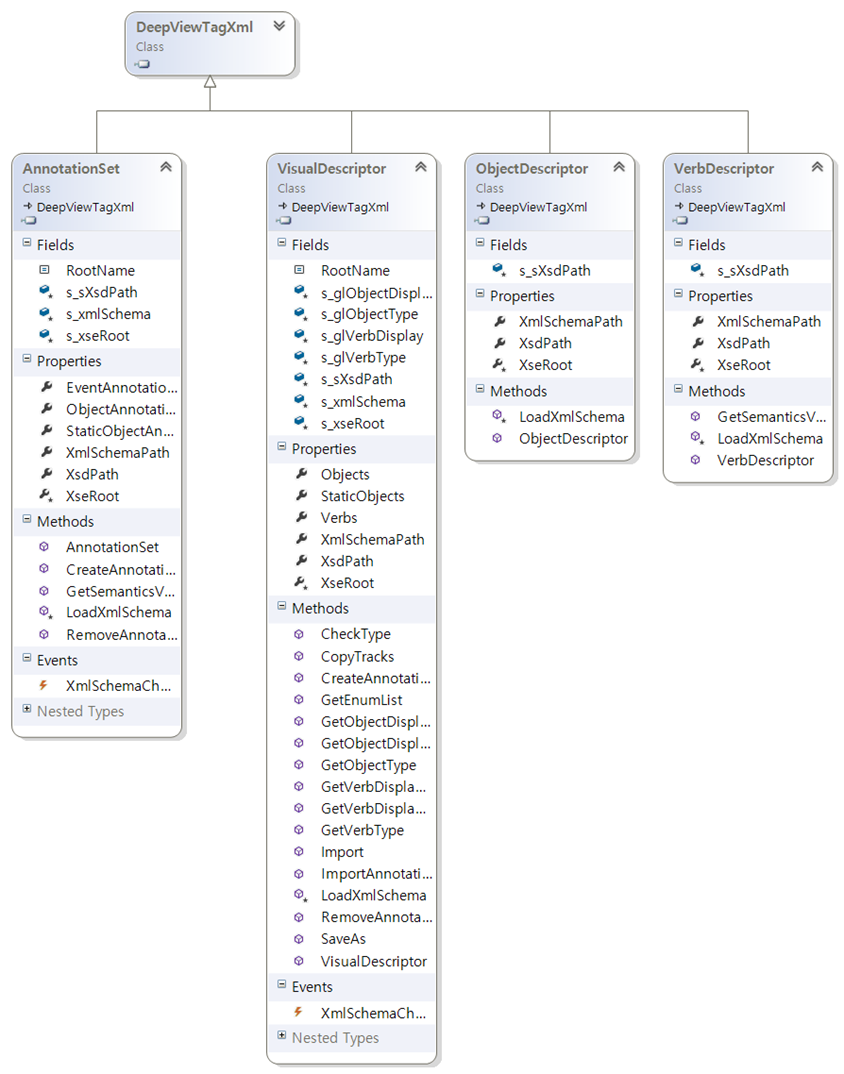 DeepViewTagXml
Class
AnnotationSet
Class
DeepViewTagXml
Fields
RootName
s_sXsdPath
s_xmlSchema
s_xseRoot
Properties
EventAnnotatio...
ObjectAnnotati...
StaticObjectAn...
XmlSchemaPath
XsdPath
XseRoot
Methods
AnnotationSet
CreateAnnotati...
GetSemanticsV...
LoadXmlSchema
RemoveAnnota...
Events
XmlSchemaCh...
Nested Types
VisualDescriptor
Class
DeepViewTagXml
Fields
RootName
s_glObjectDispl...
s_glObjectType
s_glVerbDisplay
s_glVerbType
s_sXsdPath
s_xmlSchema
s_xseRoot
Properties
Objects
StaticObjects
Verbs
XmlSchemaPath
XsdPath
XseRoot
Methods
CheckType
CopyTracks
CreateAnnotati...
GetEnumList
GetObjectDispl...
GetObjectDispl...
GetObjectType
GetVerbDispla...
GetVerbDispla...
GetVerbType
Import
ImportAnnotati...
LoadXmlSchema
RemoveAnnota...
SaveAs
VisualDescriptor
Events
XmlSchemaCh...
Nested Types
ObjectDescriptor
Class
DeepViewTagXml
Fields
s_sXsdPath
Properties
XmlSchemaPath
XsdPath
XseRoot
Methods
LoadXmlSchema
ObjectDescriptor
VerbDescriptor
Class
DeepViewTagXml
Fields
s_sXsdPath
Properties
XmlSchemaPath
XsdPath
XseRoot
Methods
GetSemanticsV...
LoadXmlSchema
VerbDescriptor